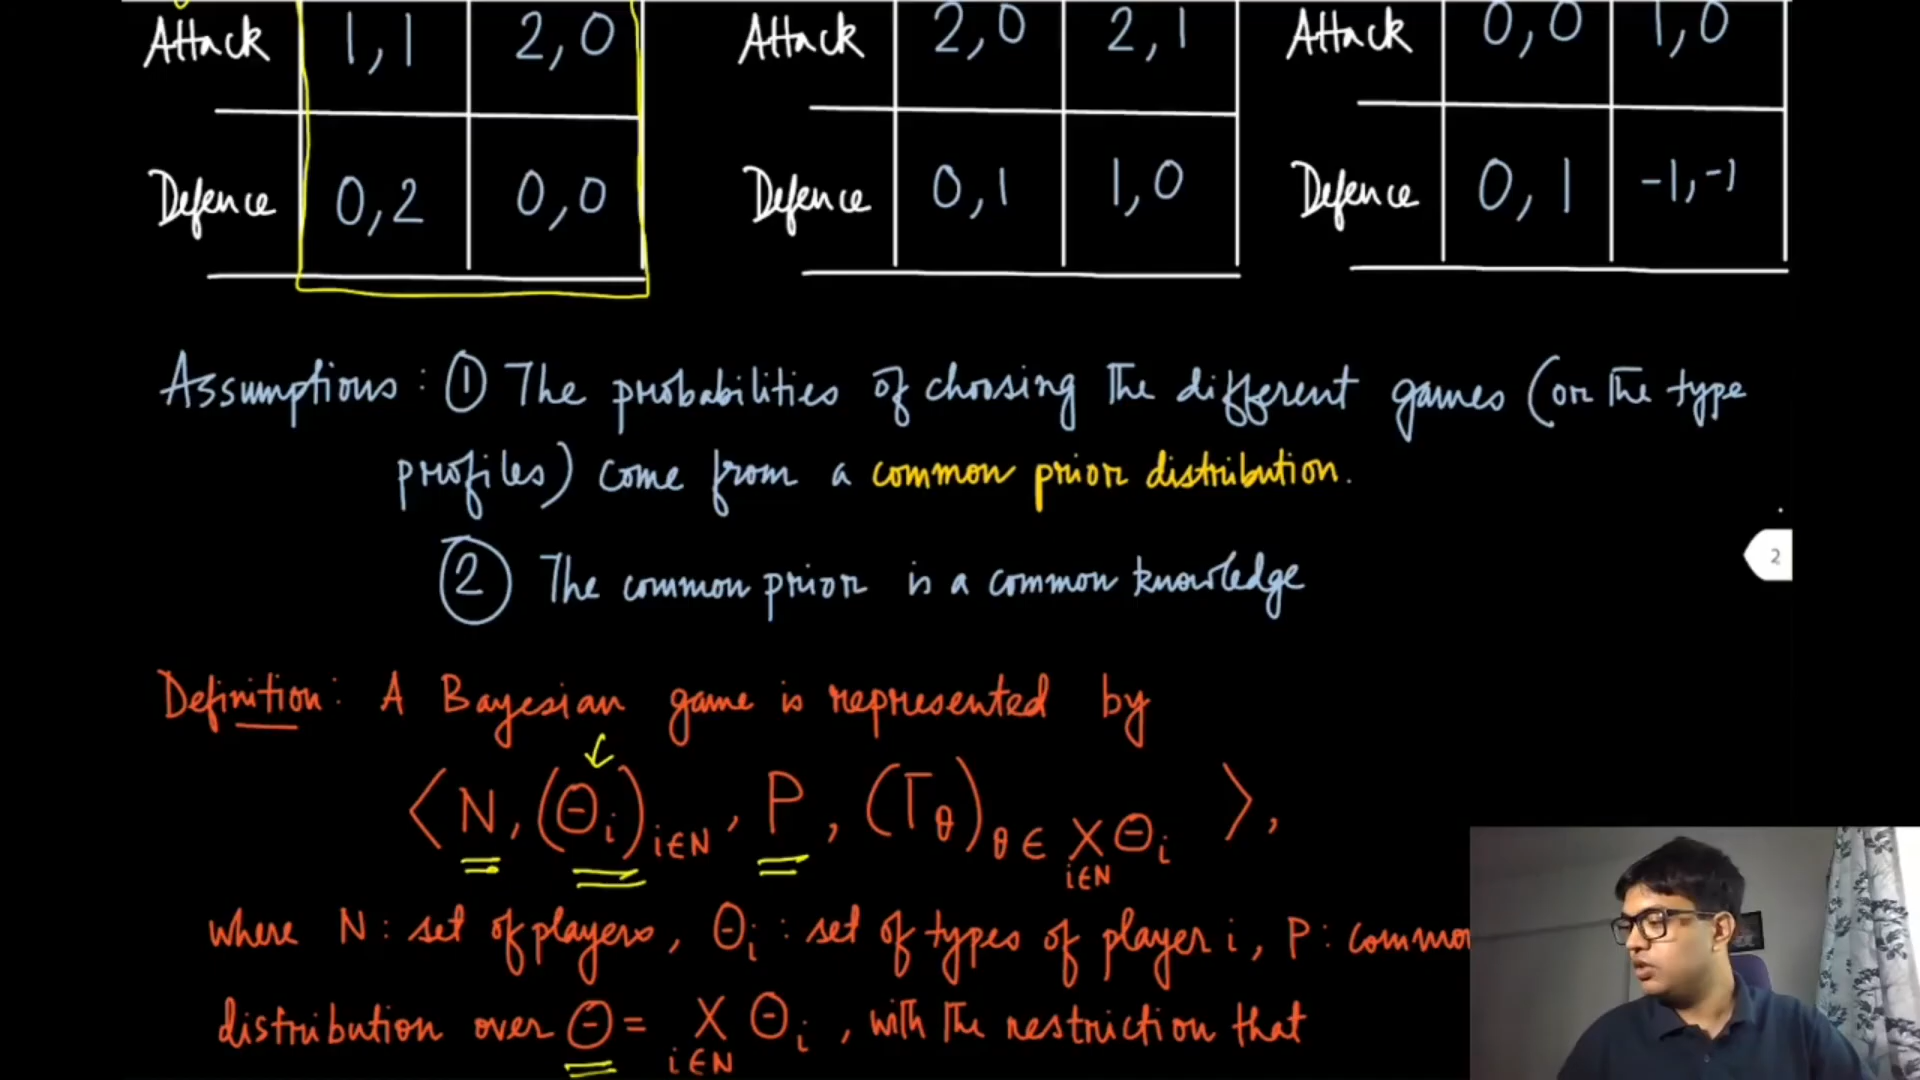 Attack 1,1 2,0 Attack 2,0 2,1 Attack 0,0 1,0
Defence 0,2 0,0 Defence 0,1 1,0 Defence 0,1 -1,-1
Assumptions: ① The probabilities of choosing the different games (or the type
profiles) come from a common prior distribution.
② The common prior is a common knowledge
2
Definition: A Bayesian game is represented by
⟨ N, (Θᵢ)ᵢ∈N, P, (Γ_θ)_θ∈ ×_{i∈N} Θᵢ ⟩,
where N: set of players, Θᵢ: set of types of player i, P:
distribution over Θ = ×_{i∈N} Θᵢ, with the restriction that